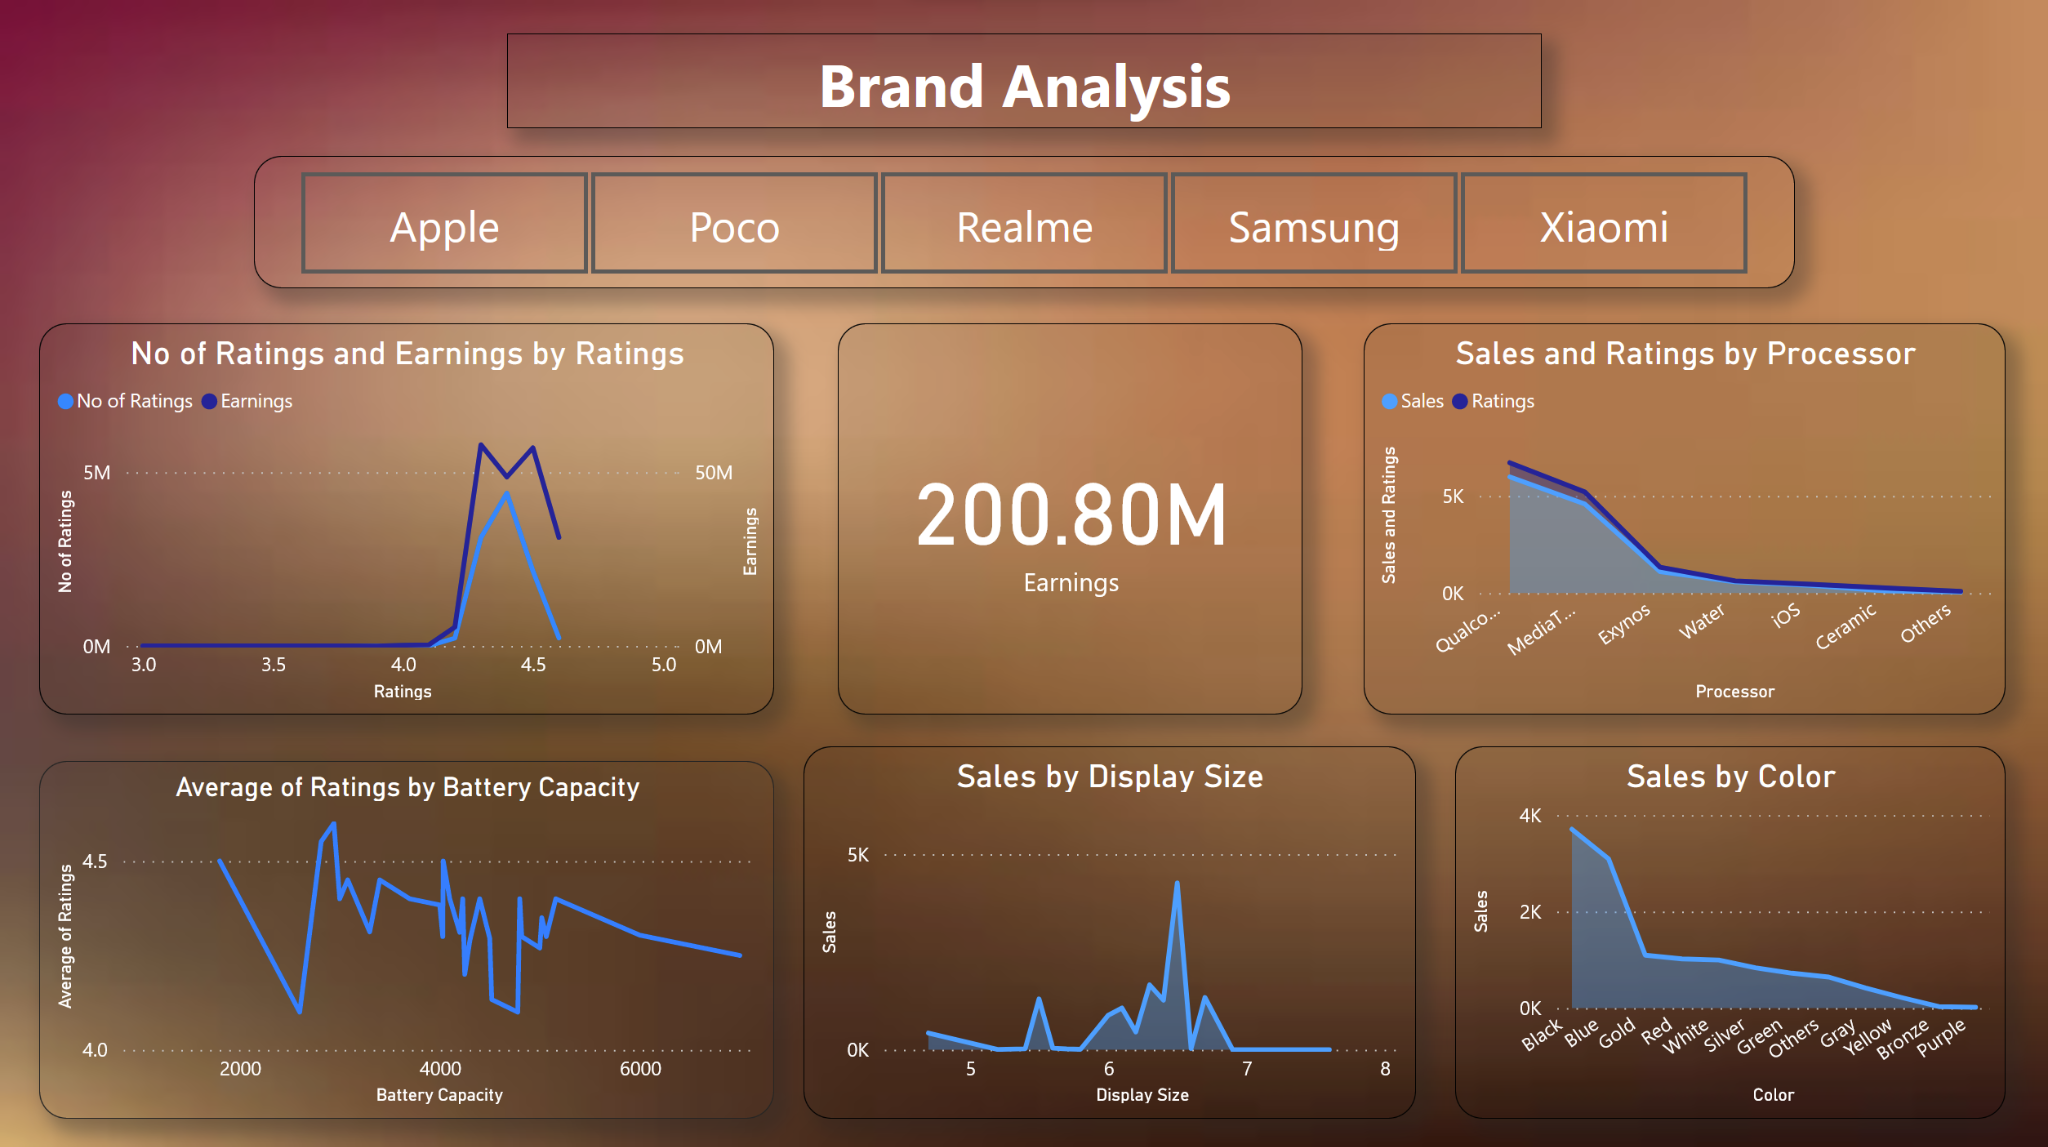 Brand Analysis
Apple
Poco
Realme
Samsung
Xiaomi
No of Ratings and Earnings by Ratings
No of Ratings
Earnings
5M
0M
No of Ratings
50M
0M
Earnings
3.0
3.5
4.0
4.5
5.0
Ratings
200.80M
Earnings
Sales and Ratings by Processor
Sales
Ratings
Sales and Ratings
5K
0K
Qualco...
MediaT...
Exynos
Water
iOS
Ceramic
Others
Processor
Average of Ratings by Battery Capacity
Average of Ratings
4.5
4.0
2000
4000
6000
Battery Capacity
Sales by Display Size
Sales
5K
0K
5
6
7
8
Display Size
Sales by Color
Sales
4K
2K
0K
Black
Blue
Gold
Red
White
Silver
Green
Others
Gray
Yellow
Bronze
Purple
Color